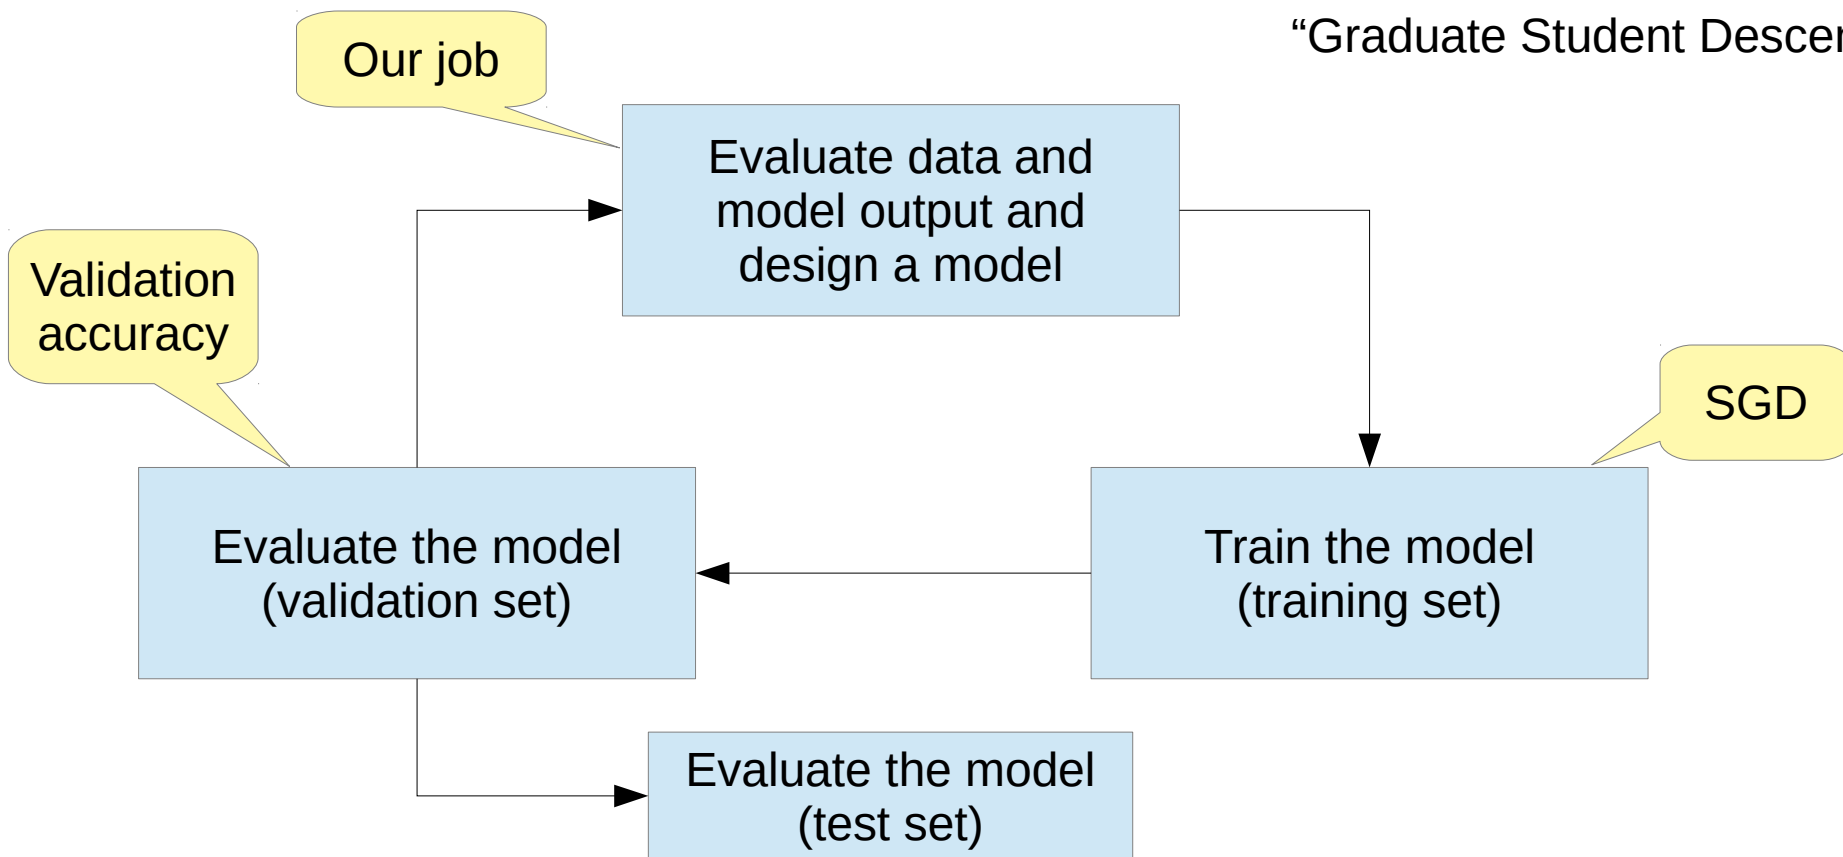 “Graduate Student
Our job
Evaluate data and
model output and
design a model
Validation
accuracy
SGD
Evaluate the model
(validation set)
Train the model
(training set)
Evaluate the model
(test set)